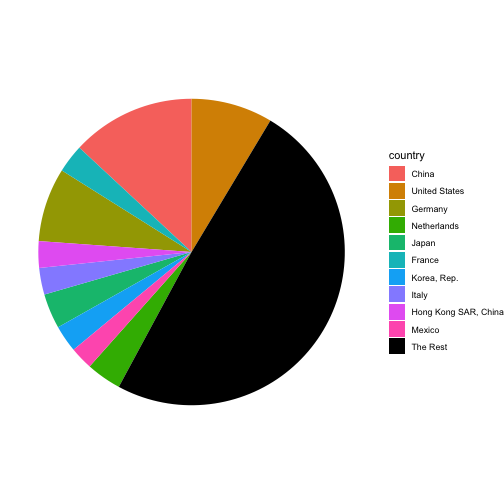 country
China
United States
Germany
Netherlands
Japan
France
Korea, Rep.
Italy
Hong Kong SAR, China
Mexico
The Rest